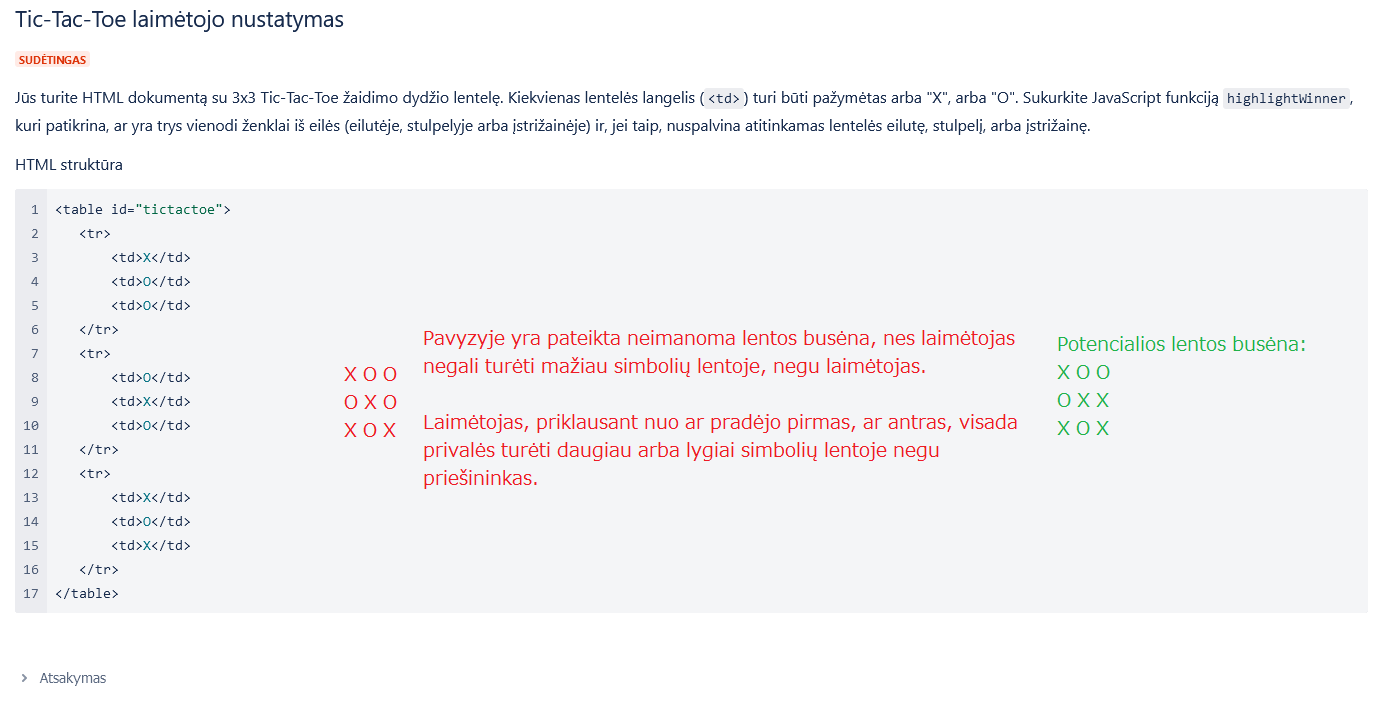 Tic-Tac-Toe laimėtojo nustatymas
SUDĖTINGAS
Jūs turite HTML dokumentą su 3x3 Tic-Tac-Toe žaidimo dydžio lentelę. Kiekvienas lentelės langelis (<td>) turi būti pažymėtas arba "X", arba "O". Sukurkite JavaScript funkciją highlightWinner,
kuri patikrina, ar yra trys vienodi ženklai iš eilės (eilutėje, stulpelyje arba įstrižainėje) ir, jei taip, nuspalvina atitinkamas lentelės eilutę, stulpelį, arba įstrižainę.
HTML struktūra
1 <table id="tictactoe">
2 <tr>
3 <td>X</td>
4 <td>O</td>
5 <td>O</td>
6 </tr>
7 <tr>
8 <td>O</td>
9 <td>X</td>
10 <td>O</td>
11 </tr>
12 <tr>
13 <td>X</td>
14 <td>O</td>
15 <td>X</td>
16 </tr>
17 </table>
X O O
O X O
X O X
Pavyzyje yra pateikta neimanoma lentos busėna, nes laimėtojas
negali turėti mažiau simbolių lentoje, negu laimėtojas.
Laimėtojas, priklausant nuo ar pradėjo pirmas, ar antras, visada
privalės turėti daugiau arba lygiai simbolių lentoje negu
priešininkas.
Potencialios lentos busėna:
X O O
O X X
X O X
Atsakymas